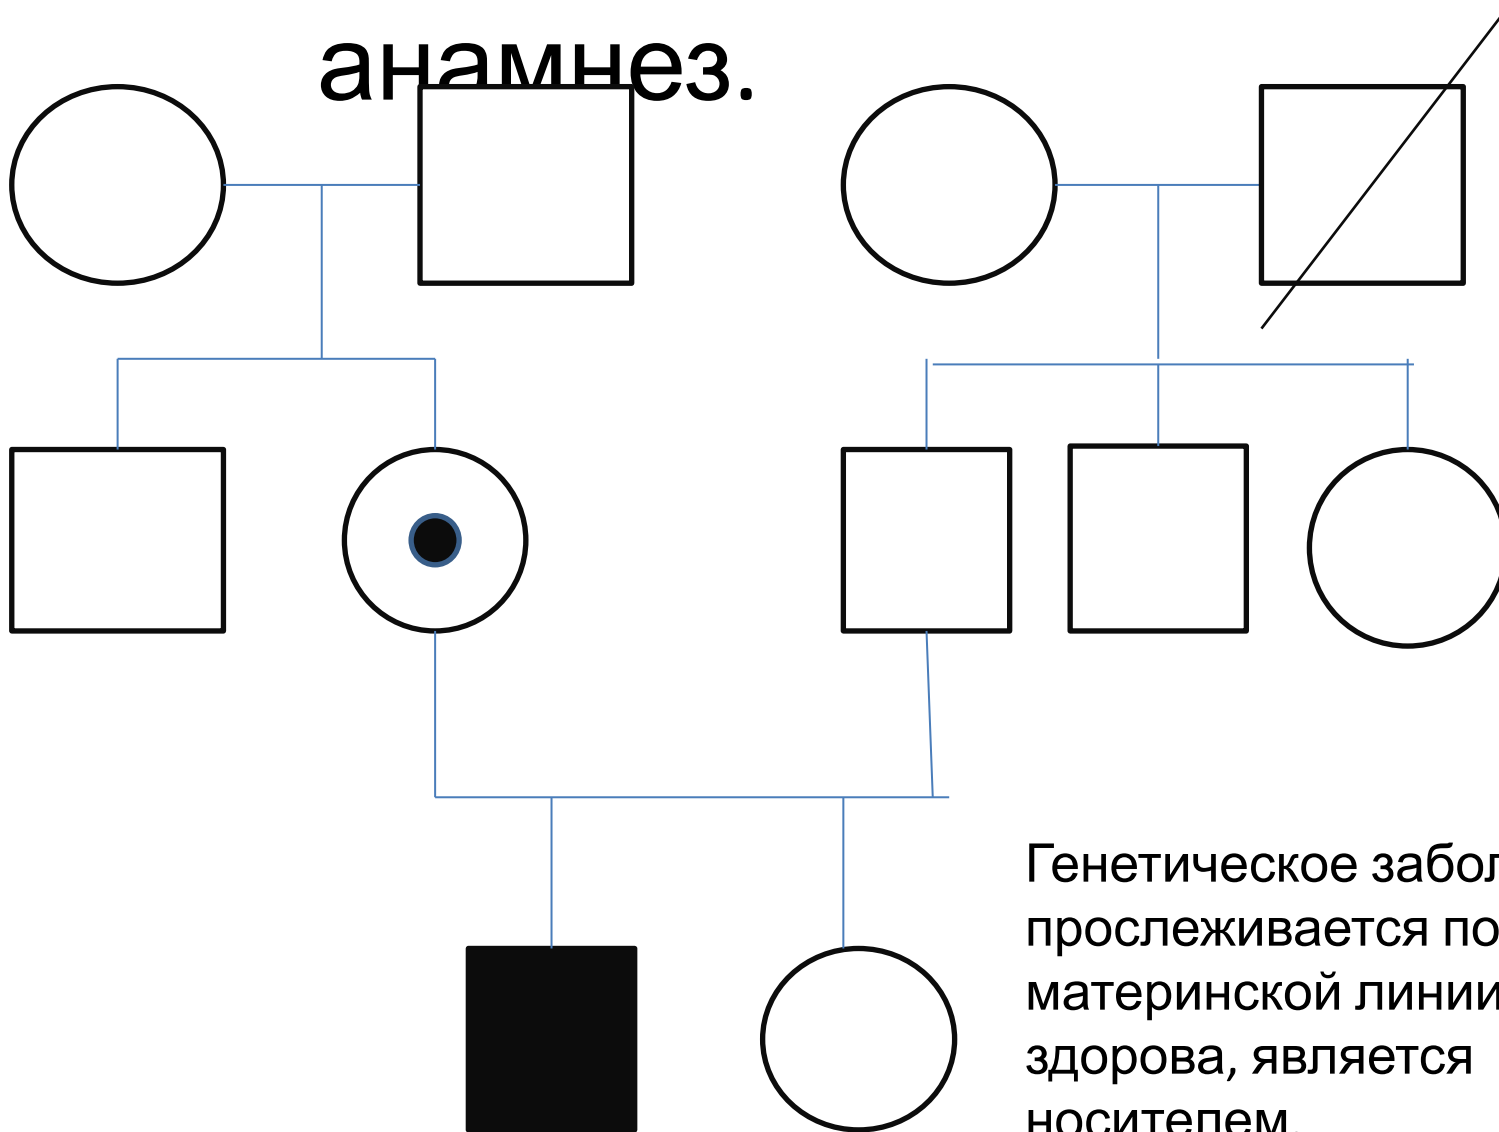 анамнез.
Генетическое забол
прослеживается по
материнской линии
здорова, является
носителем.